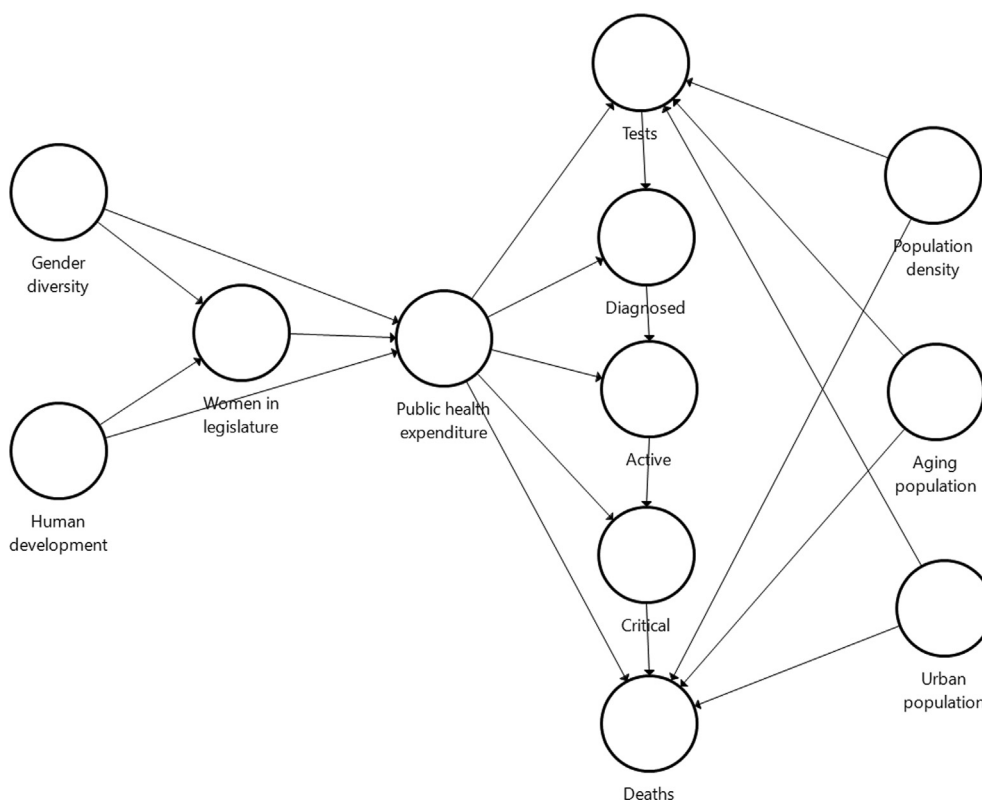 Tests
Gender
diversity
Population
density
Diagnosed
Women in
legislature
Public health
expenditure
Active
Aging
population
Human
development
Critical
Urban
population
Deaths